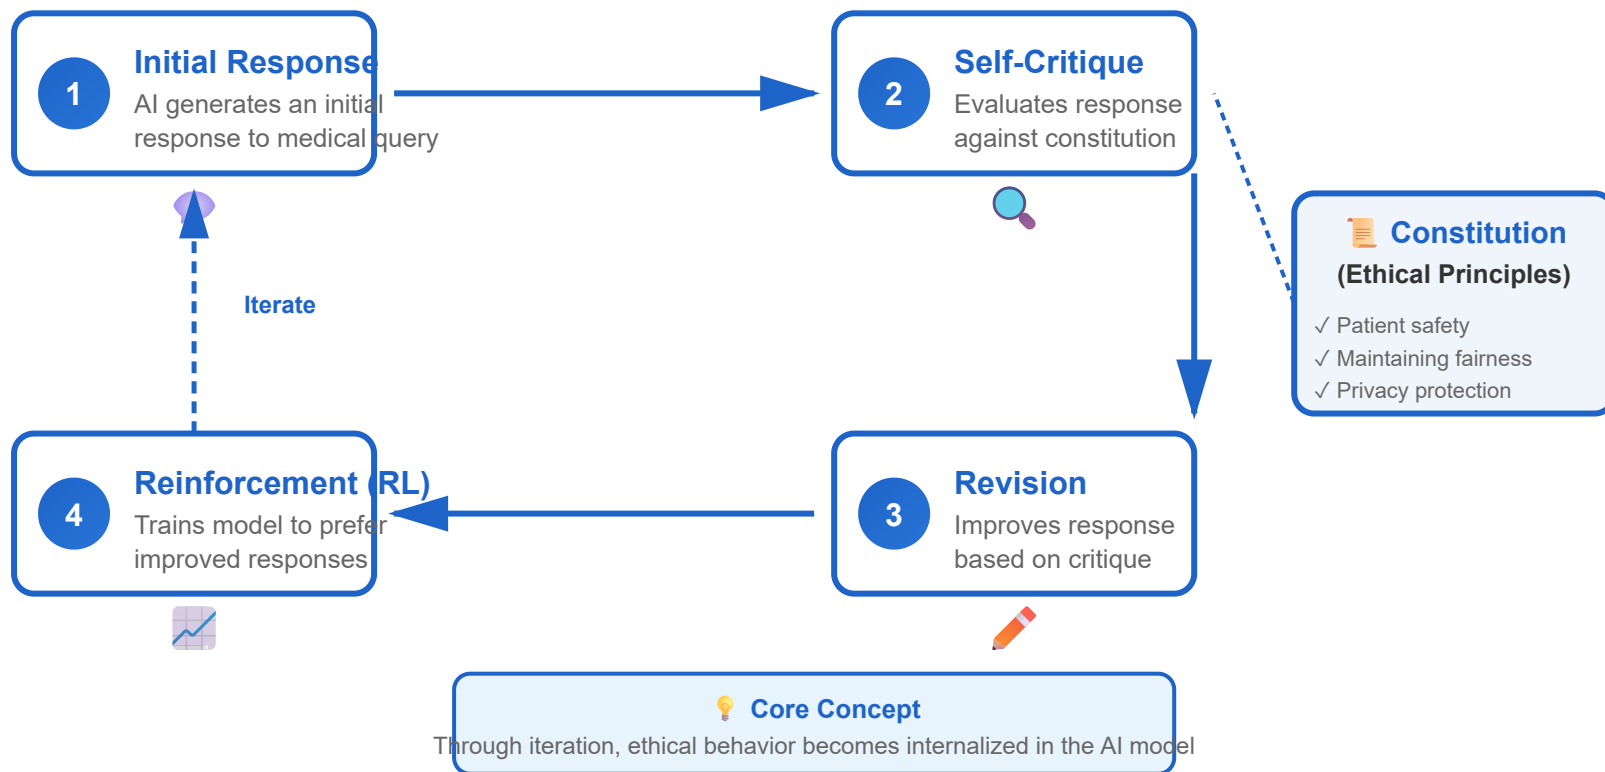 1
Initial Response
AI generates an initial
response to medical query
2
Self-Critique
Evaluates response
against constitution
Constitution
(Ethical Principles)
✓ Patient safety
✓ Maintaining fairness
✓ Privacy protection
Iterate
4
Reinforcement (RL)
Trains model to prefer
improved responses
3
Revision
Improves response
based on critique
Core Concept
Through iteration, ethical behavior becomes internalized in the AI model